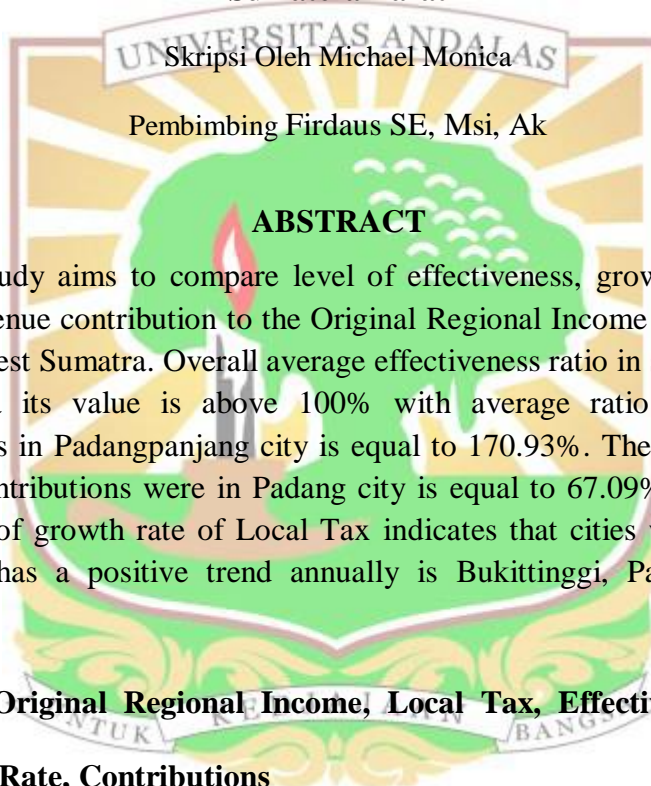 UNIVERSITAS ANDALAS
Skripsi Oleh Michael Monica
Pembimbing Firdaus SE, Msi, Ak
ABSTRACT
udy aims to compare level of effectiveness, grow
enue contribution to the Original Regional Income
est Sumatra. Overall average effectiveness ratio in
its value is above 100% with average ratio
s in Padangpanjang city is equal to 170.93%. The
ntributions were in Padang city is equal to 67.09%
of growth rate of Local Tax indicates that cities
has a positive trend annually is Bukittinggi, Pa
Original Regional Income, Local Tax, Effecti
UNTUK KEDJAJAAN BANGSA
Rate, Contributions